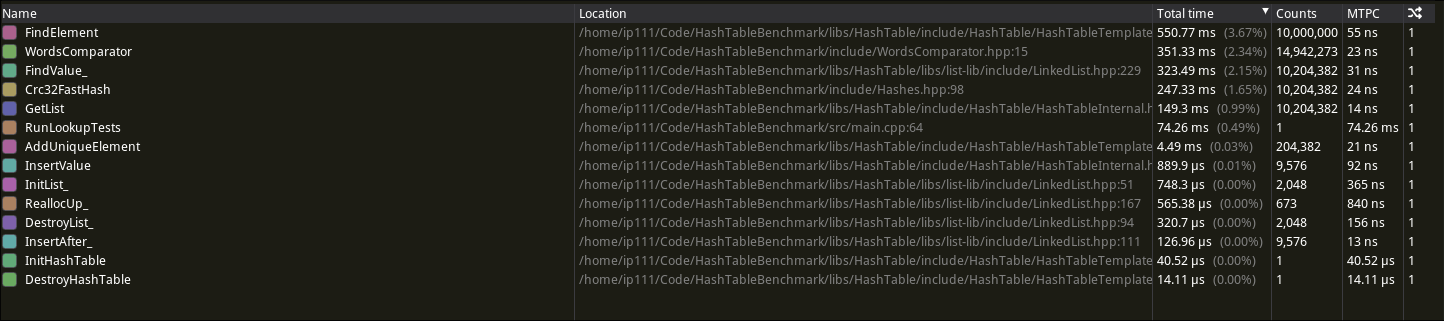 Name Location Total time ▼ Counts MTPC
FindElement /home/ip111/Code/HashTableBenchmark/libs/HashTable/include/HashTable/HashTableTemplate 550.77 ms (3.67%) 10,000,000 55 ns 1
WordsComparator /home/ip111/Code/HashTableBenchmark/include/WordsComparator.hpp:15 351.33 ms (2.34%) 14,942,273 23 ns 1
FindValue_ /home/ip111/Code/HashTableBenchmark/libs/HashTable/libs/list-lib/include/LinkedList.hpp:229 323.49 ms (2.15%) 10,204,382 31 ns 1
Crc32FastHash /home/ip111/Code/HashTableBenchmark/include/Hashes.hpp:98 247.33 ms (1.65%) 10,204,382 24 ns 1
GetList /home/ip111/Code/HashTableBenchmark/libs/HashTable/include/HashTable/HashTableInternal.h 149.3 ms (0.99%) 10,204,382 14 ns 1
RunLookupTests /home/ip111/Code/HashTableBenchmark/src/main.cpp:64 74.26 ms (0.49%) 1 74.26 ms 1
AddUniqueElement /home/ip111/Code/HashTableBenchmark/libs/HashTable/include/HashTable/HashTableTemplate 4.49 ms (0.03%) 204,382 21 ns 1
InsertValue /home/ip111/Code/HashTableBenchmark/libs/HashTable/include/HashTable/HashTableInternal.h 889.9 μs (0.01%) 9,576 92 ns 1
InitList_ /home/ip111/Code/HashTableBenchmark/libs/HashTable/libs/list-lib/include/LinkedList.hpp:51 748.3 μs (0.00%) 2,048 365 ns 1
ReallocUp_ /home/ip111/Code/HashTableBenchmark/libs/HashTable/libs/list-lib/include/LinkedList.hpp:167 565.38 μs (0.00%) 673 840 ns 1
DestroyList_ /home/ip111/Code/HashTableBenchmark/libs/HashTable/libs/list-lib/include/LinkedList.hpp:94 320.7 μs (0.00%) 2,048 156 ns 1
InsertAfter_ /home/ip111/Code/HashTableBenchmark/libs/HashTable/libs/list-lib/include/LinkedList.hpp:111 126.96 μs (0.00%) 9,576 13 ns 1
InitHashTable /home/ip111/Code/HashTableBenchmark/libs/HashTable/include/HashTable/HashTableTemplate 40.52 μs (0.00%) 1 40.52 μs 1
DestroyHashTable /home/ip111/Code/HashTableBenchmark/libs/HashTable/include/HashTable/HashTableTemplate 14.11 μs (0.00%) 1 14.11 μs 1